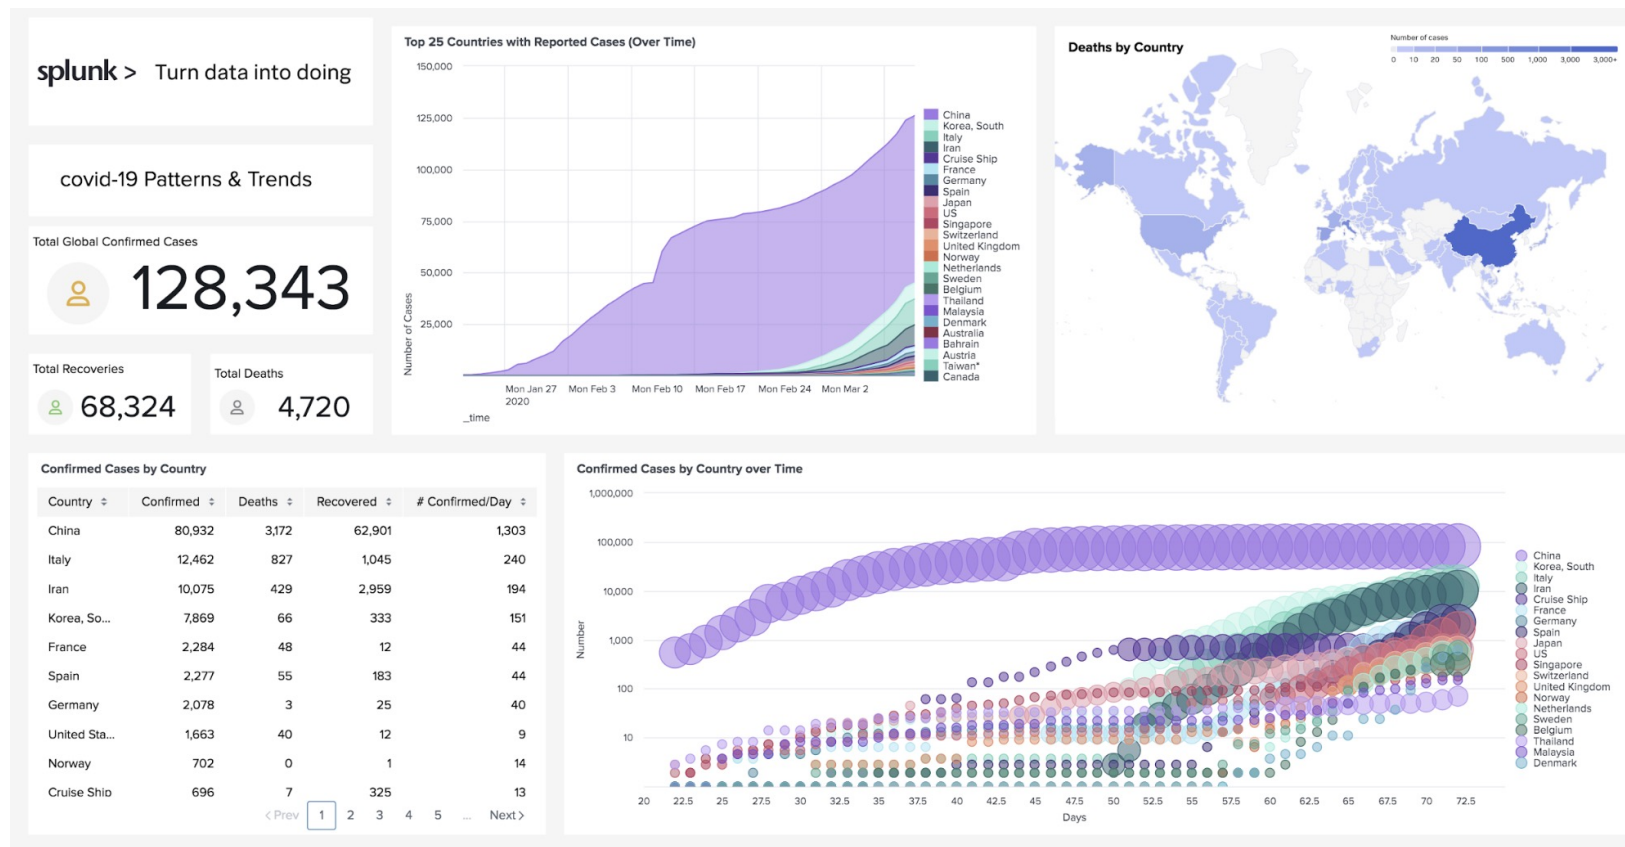 splunk> Turn data into doing
covid-19 Patterns & Trends
Total Global Confirmed Cases
128,343
Total Recoveries
68,324
Total Deaths
4,720
Top 25 Countries with Reported Cases (Over Time)
150,000
125,000
100,000
75,000
50,000
25,000
Number of Cases
Mon Jan 27 Mon Feb 3 Mon Feb 10 Mon Feb 17 Mon Feb 24 Mon Mar 2
2020
_time
China
Korea, South
Italy
Iran
Cruise Ship
France
Germany
Spain
Japan
US
Singapore
Switzerland
United Kingdom
Norway
Netherlands
Sweden
Belgium
Thailand
Malaysia
Denmark
Australia
Bahrain
Austria
Taiwan*
Canada
Deaths by Country
Number of cases
0 10 20 50 100 500 1,000 3,000 3,000+
Confirmed Cases by Country
Country Confirmed Deaths Recovered # Confirmed/Day
China 80,932 3,172 62,901 1,303
Italy 12,462 827 1,045 240
Iran 10,075 429 2,959 194
Korea, So... 7,869 66 333 151
France 2,284 48 12 44
Spain 2,277 55 183 44
Germany 2,078 3 25 40
United Sta... 1,663 40 12 9
Norway 702 0 1 14
Cruise Ship 696 7 325 13
< Prev 1 2 3 4 5 ... Next >
Confirmed Cases by Country over Time
1,000,000
100,000
10,000
1,000
100
10
Number
20 22.5 25 27.5 30 32.5 35 37.5 40 42.5 45 47.5 50 52.5 55 57.5 60 62.5 65 67.5 70 72.5
Days
China
Korea, South
Italy
Iran
Cruise Ship
France
Germany
Spain
Japan
US
Singapore
Switzerland
United Kingdom
Norway
Netherlands
Sweden
Belgium
Thailand
Malaysia
Denmark